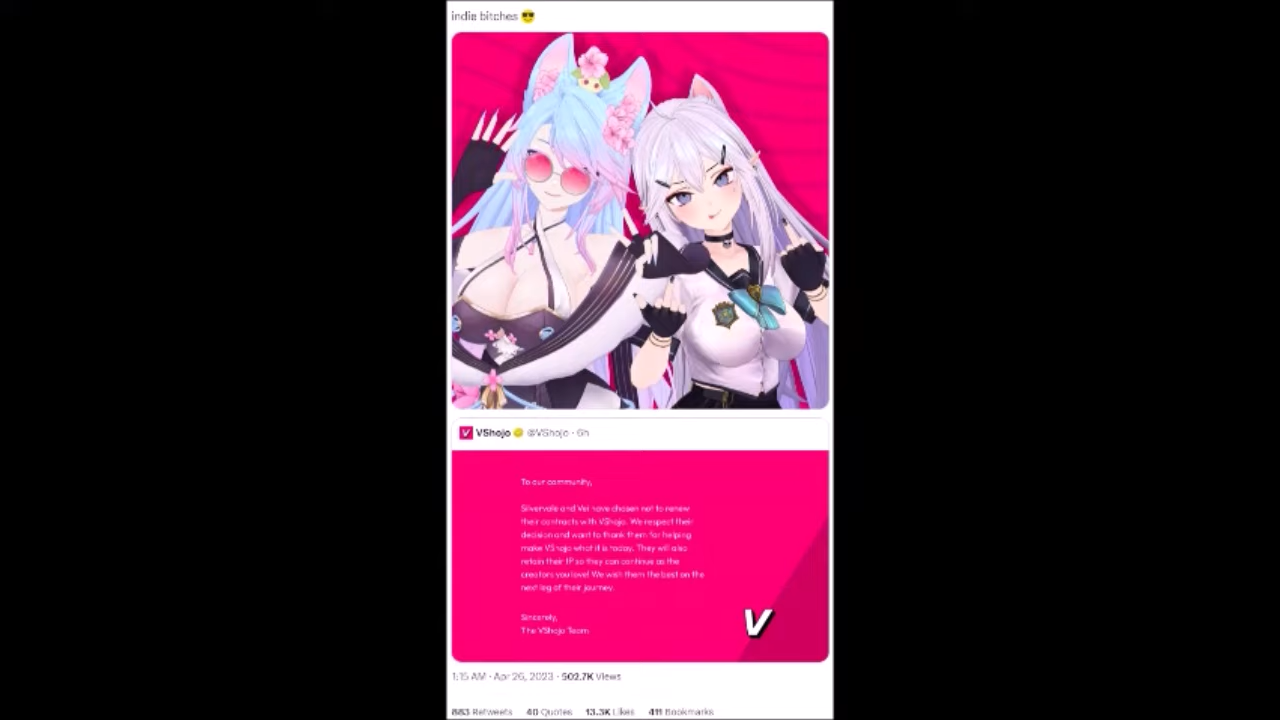 indie bitches 😎
V VShojo @VShojo · 6h
To our community,
Silvervale and Vei have chosen not to renew
their contracts with VShojo. We respect their
decision and want to thank them for helping
make VShojo what it is today. They will also
retain their IP so they can continue as the
creators you love! We wish them the best on the
next leg of their journey.
Sincerely,
The VShojo Team
V
1:15 AM · Apr 26, 2023 · 502.7K Views
883 Retweets 40 Quotes 13.3K Likes 411 Bookmarks